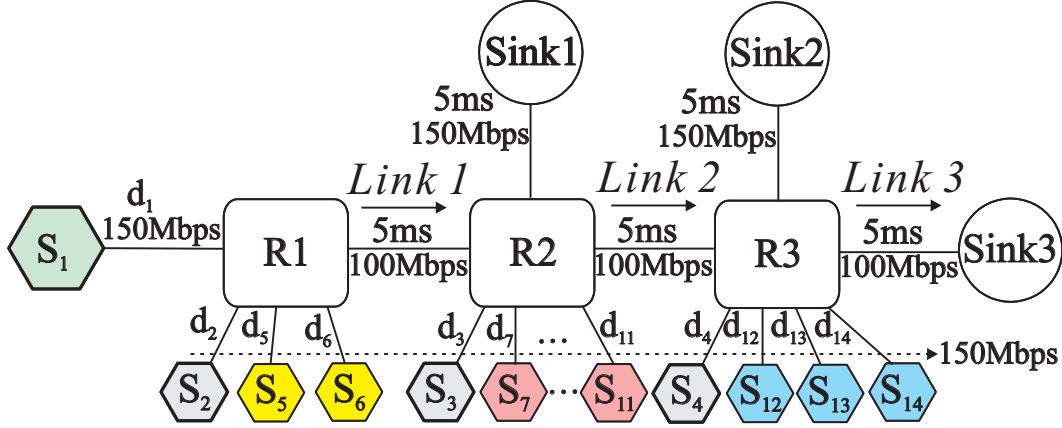 Sink1
Sink2
5ms
150Mbps
5ms
150Mbps
Link 1
Link 2
Link 3
d₁
150Mbps
S₁
R1
5ms
100Mbps
R2
5ms
100Mbps
R3
5ms
100Mbps
Sink3
d₂ d₅ d₆ d₃ d₇ ... d₁₁ d₄ d₁₂ d₁₃ d₁₄
150Mbps
S₂ S₅ S₆ S₃ S₇ ... S₁₁ S₄ S₁₂ S₁₃ S₁₄